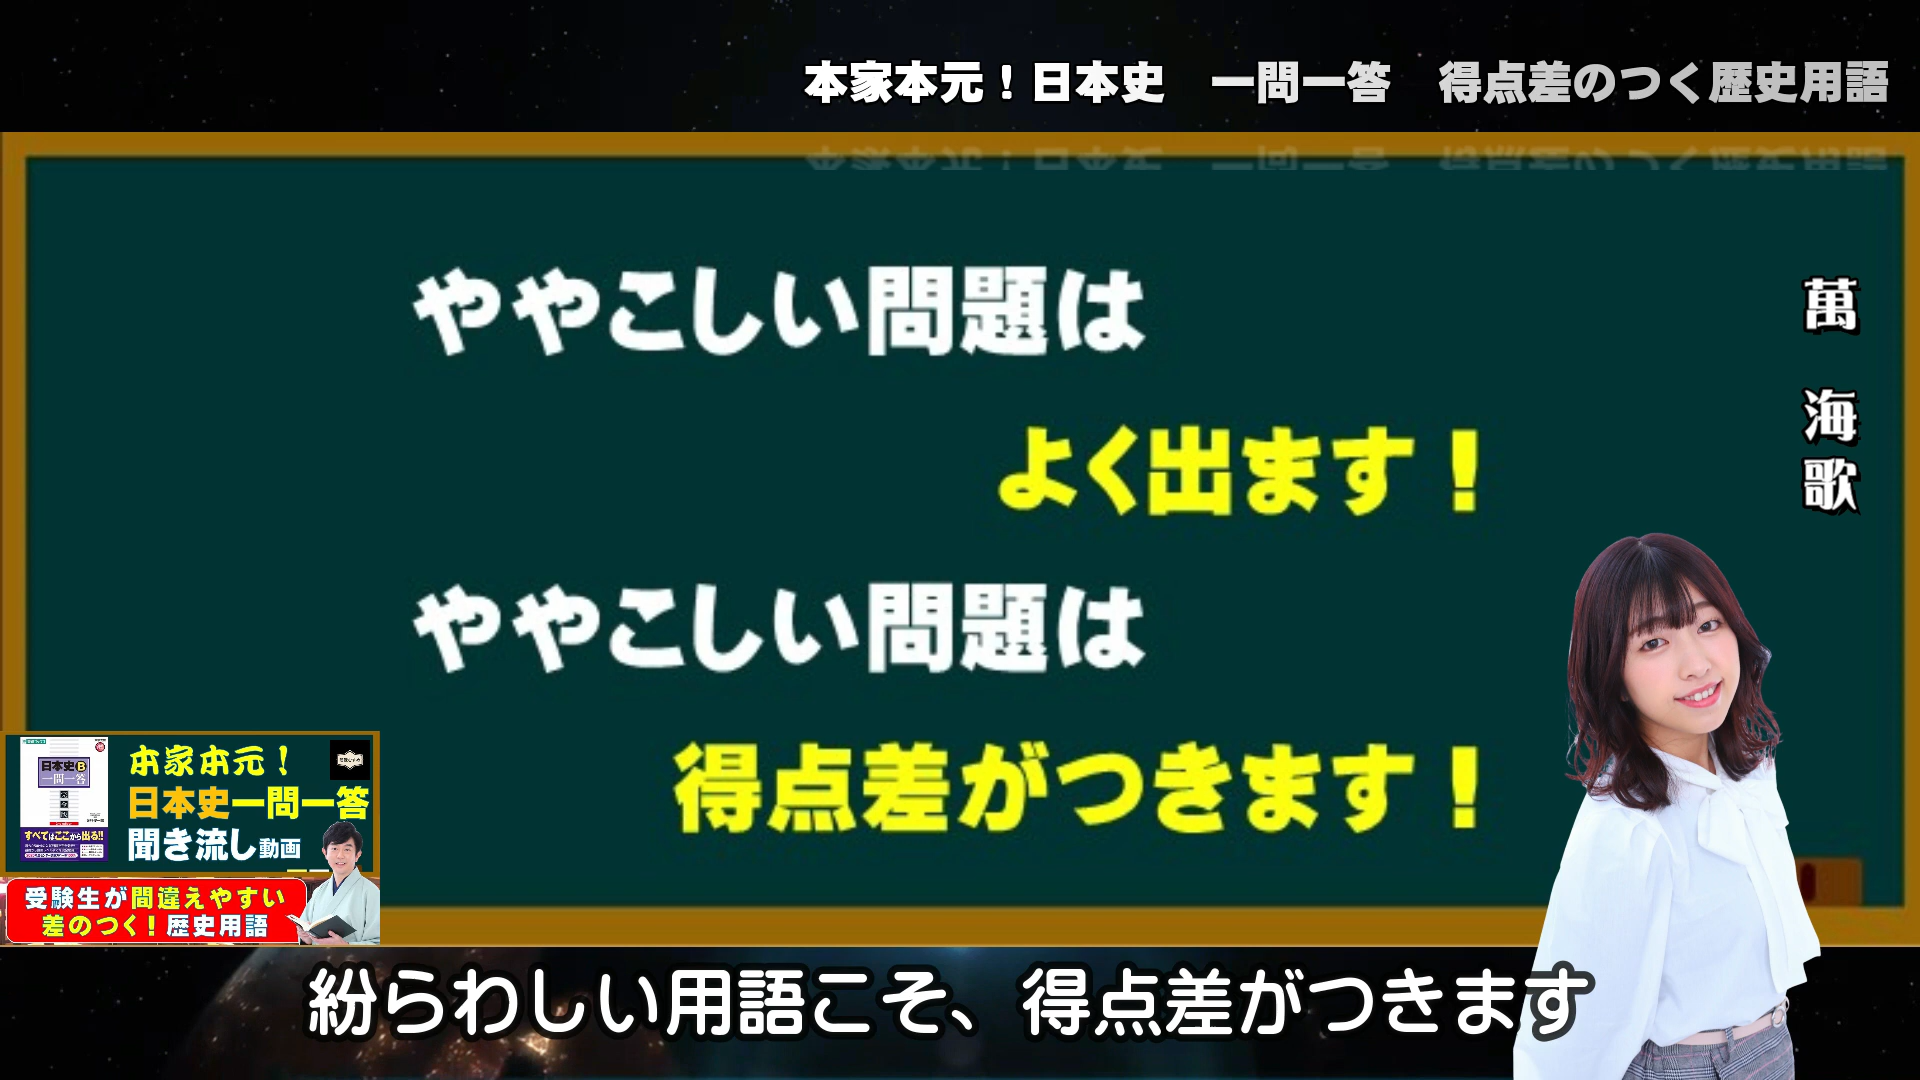 本家本元！日本史　一問一答　得点差のつく歴史用語
ややこしい問題は
よく出ます！
ややこしい問題は
得点差がつきます！
萬　海歌
日本史B
一問一答
すべてはここから出る!!
本家本元！
日本史一問一答
聞き流し動画
受験生が間違えやすい
差のつく！歴史用語
紛らわしい用語こそ、得点差がつきます